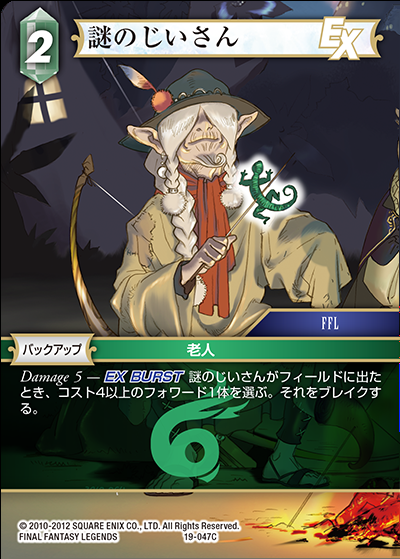 2
謎のじいさん
EX
FFL
バックアップ
老人
Damage 5 — EX BURST 謎のじいさんがフィールドに出た
とき、コスト4以上のフォワード1体を選ぶ。それをブレイクす
る。
© 2010-2012 SQUARE ENIX CO., LTD. All Rights Reserved.
FINAL FANTASY LEGENDS
19-047C